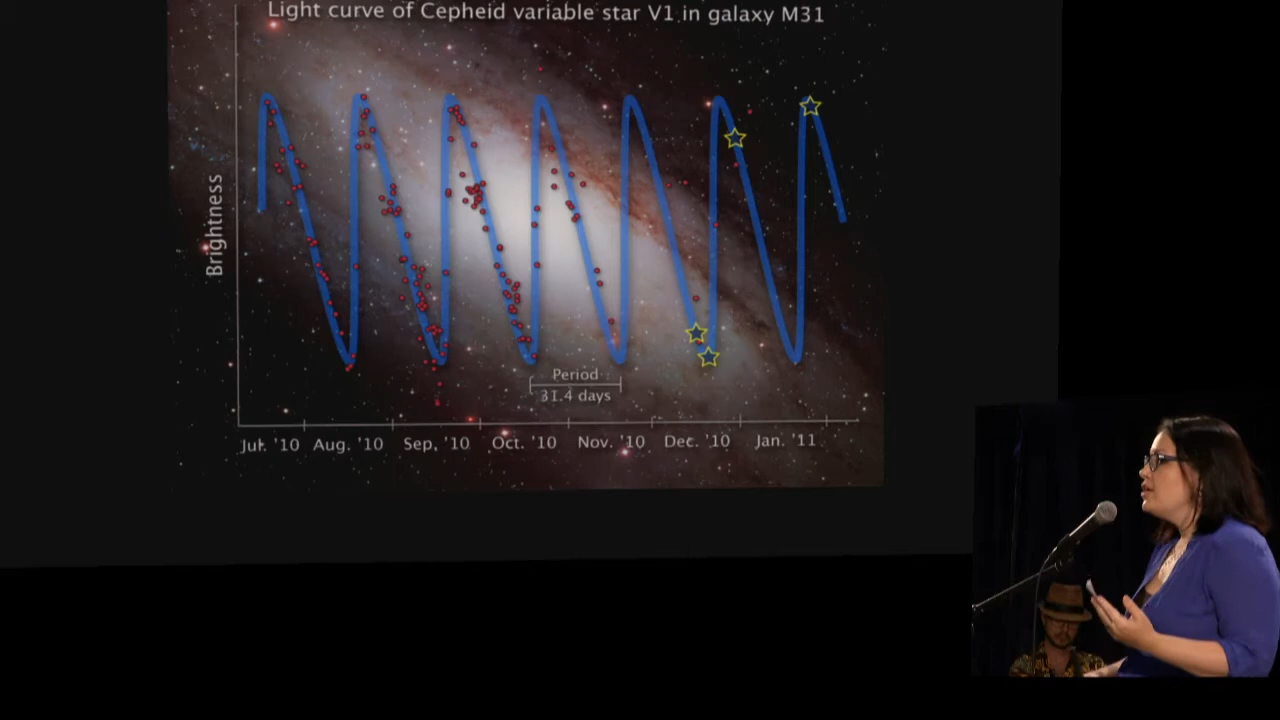 Light curve of Cepheid variable star V1 in galaxy M31
Brightness
Period
31.4 days
Jul. '10 Aug. '10 Sep. '10 Oct. '10 Nov. '10 Dec. '10 Jan. '11